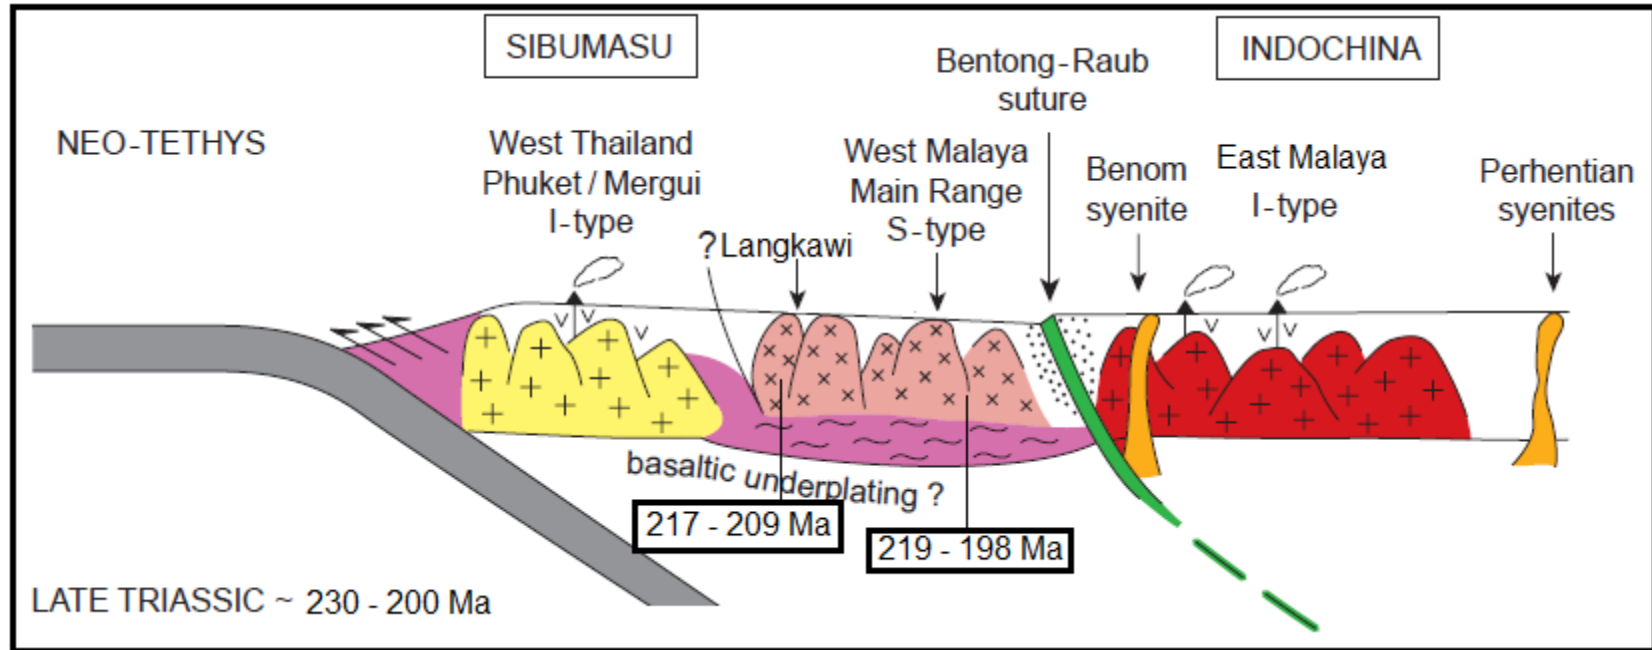 SIBUMASU
INDOCHINA
Bentong-Raub
suture
NEO-TETHYS
West Thailand
Phuket / Mergui
I-type
? Langkawi
West Malaya
Main Range
S-type
Benom
syenite
East Malaya
I-type
Perhentian
syenites
basaltic underplating ?
217 - 209 Ma
219 - 198 Ma
LATE TRIASSIC ~ 230 - 200 Ma